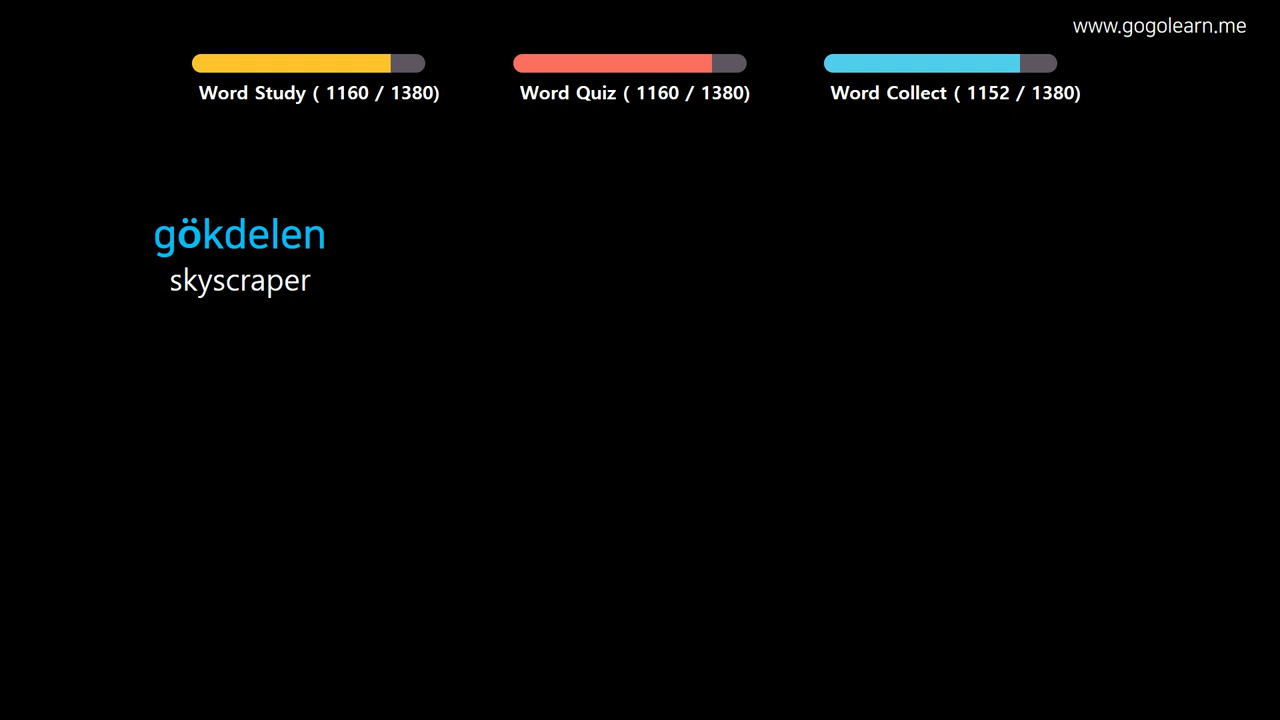 www.gogolearn.me
Word Study ( 1160 / 1380)
Word Quiz ( 1160 / 1380)
Word Collect ( 1152 / 1380)
gökdelen
skyscraper